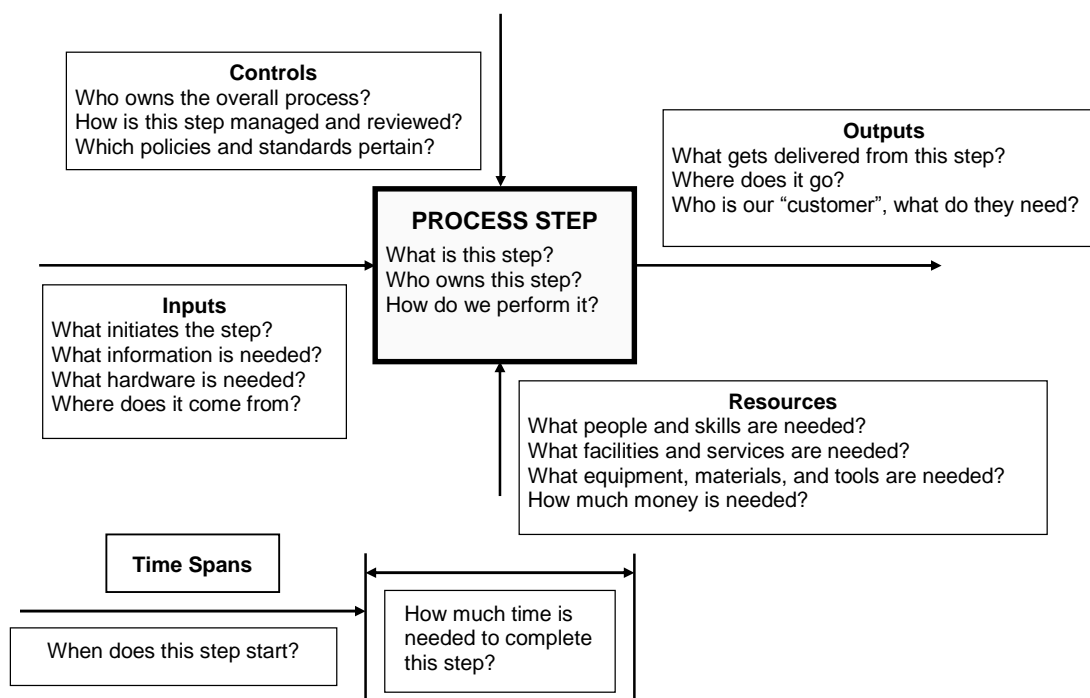 Controls
Who owns the overall process?
How is this step managed and reviewed?
Which policies and standards pertain?
Outputs
What gets delivered from this step?
Where does it go?
Who is our “customer”, what do they need?
PROCESS STEP
What is this step?
Who owns this step?
How do we perform it?
Inputs
What initiates the step?
What information is needed?
What hardware is needed?
Where does it come from?
Resources
What people and skills are needed?
What facilities and services are needed?
What equipment, materials, and tools are needed?
How much money is needed?
Time Spans
When does this step start?
How much time is
needed to complete
this step?